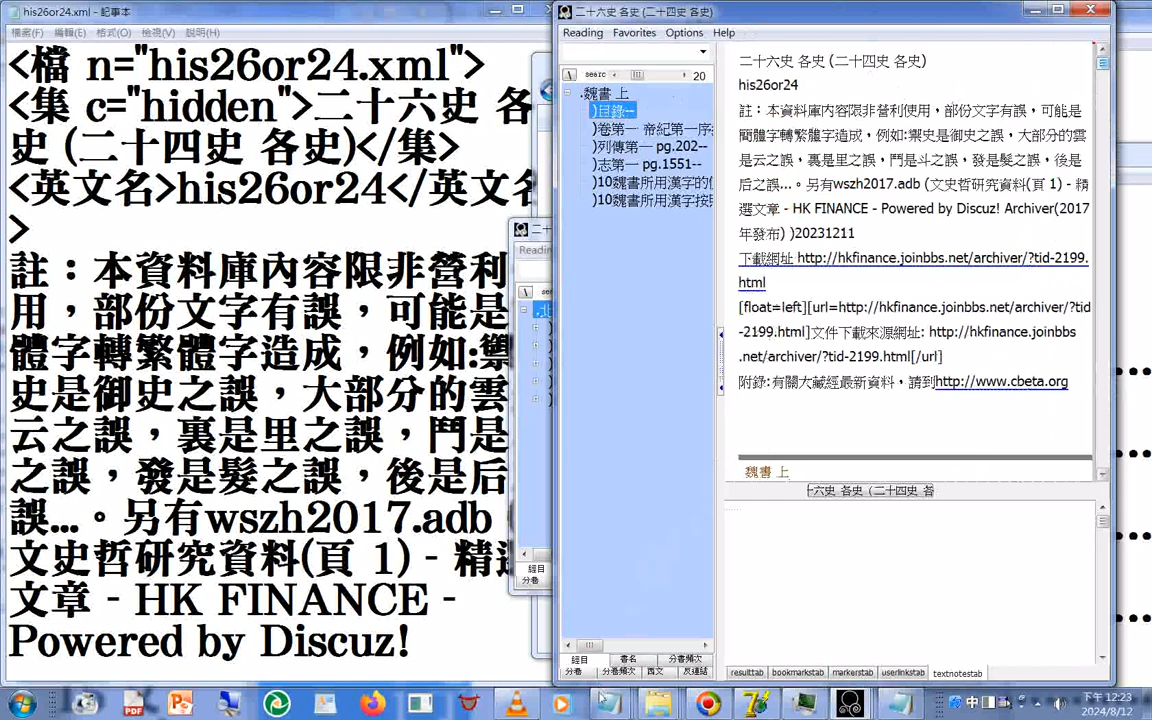 his26or24.xml - 記事本
檔案(F) 編輯(E) 格式(O) 檢視(V) 說明(H)
<檔 n="his26or24.xml">
<集 c="hidden">二十六史 各
史 (二十四史 各史)</集>
<英文名>his26or24</英文名
>
註：本資料庫內容限非營利
用，部份文字有誤，可能是
體字轉繁體字造成，例如:禦
史是御史之誤，大部分的雲
云之誤，裏是里之誤，鬥是
之誤，發是髮之誤，後是后
誤...。另有wszh2017.adb (
文史哲研究資料(頁 1) - 精
文章 - HK FINANCE -
Powered by Discuz!
Readin
經目
分卷
二十六史 各史 (二十四史 各史)
Reading Favorites Options Help
searc 20
.魏書 上
)目錄--
)卷第一 帝紀第一序
)列傳第一 pg.202--
)志第一 pg.1551--
)10魏書所用漢字的
)10魏書所用漢字按
經目 書名 分書頻次
分卷 分卷頻次 西文 反連結
二十六史 各史 (二十四史 各史)
his26or24
註：本資料庫內容限非營利使用，部份文字有誤，可能是
簡體字轉繁體字造成，例如:禦史是御史之誤，大部分的雲
是云之誤，裏是里之誤，鬥是斗之誤，發是髮之誤，後是
后之誤...。另有wszh2017.adb (文史哲研究資料(頁 1) - 精
選文章 - HK FINANCE - Powered by Discuz! Archiver(2017
年發布) )20231211
下載網址 http://hkfinance.joinbbs.net/archiver/?tid-2199.
html
[float=left][url=http://hkfinance.joinbbs.net/archiver/?tid
-2199.html]文件下載來源網址: http://hkfinance.joinbbs
.net/archiver/?tid-2199.html[/url]
附錄:有關大藏經最新資料，請到http://www.cbeta.org
魏書 上
十六史 各史 (二十四史 各
resulttab bookmarkstab markerstab userlinkstab textnotestab
PDF
中
下午 12:23
2024/8/12